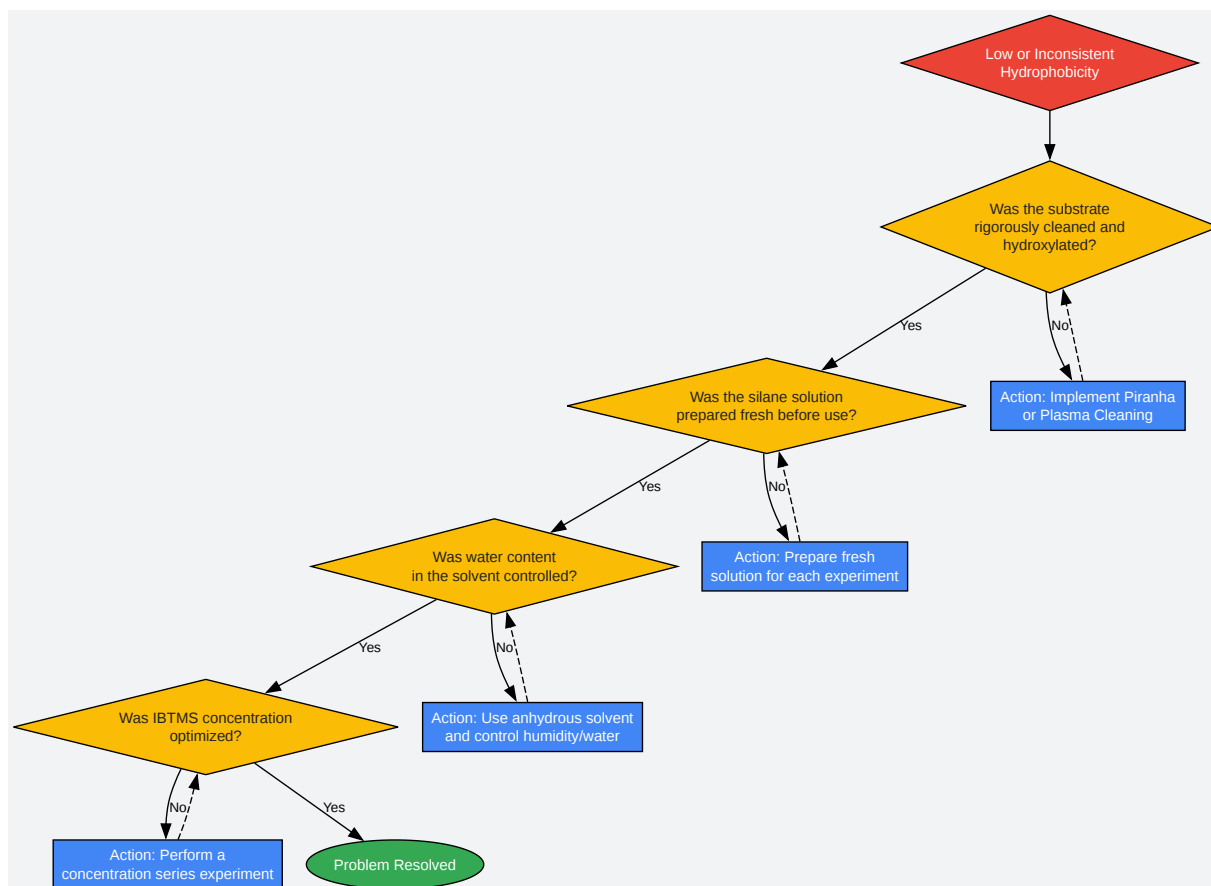 Low or Inconsistent
Hydrophobicity
Was the substrate
rigorously cleaned and
hydroxylated?
Yes
No
Action: Implement Piranha
or Plasma Cleaning
Was the silane solution
prepared fresh before use?
Yes
No
Action: Prepare fresh
solution for each experiment
Was water content
in the solvent controlled?
Yes
No
Action: Use anhydrous solvent
and control humidity/water
Was IBTMS concentration
optimized?
No
Yes
Action: Perform a
concentration series experiment
Problem Resolved